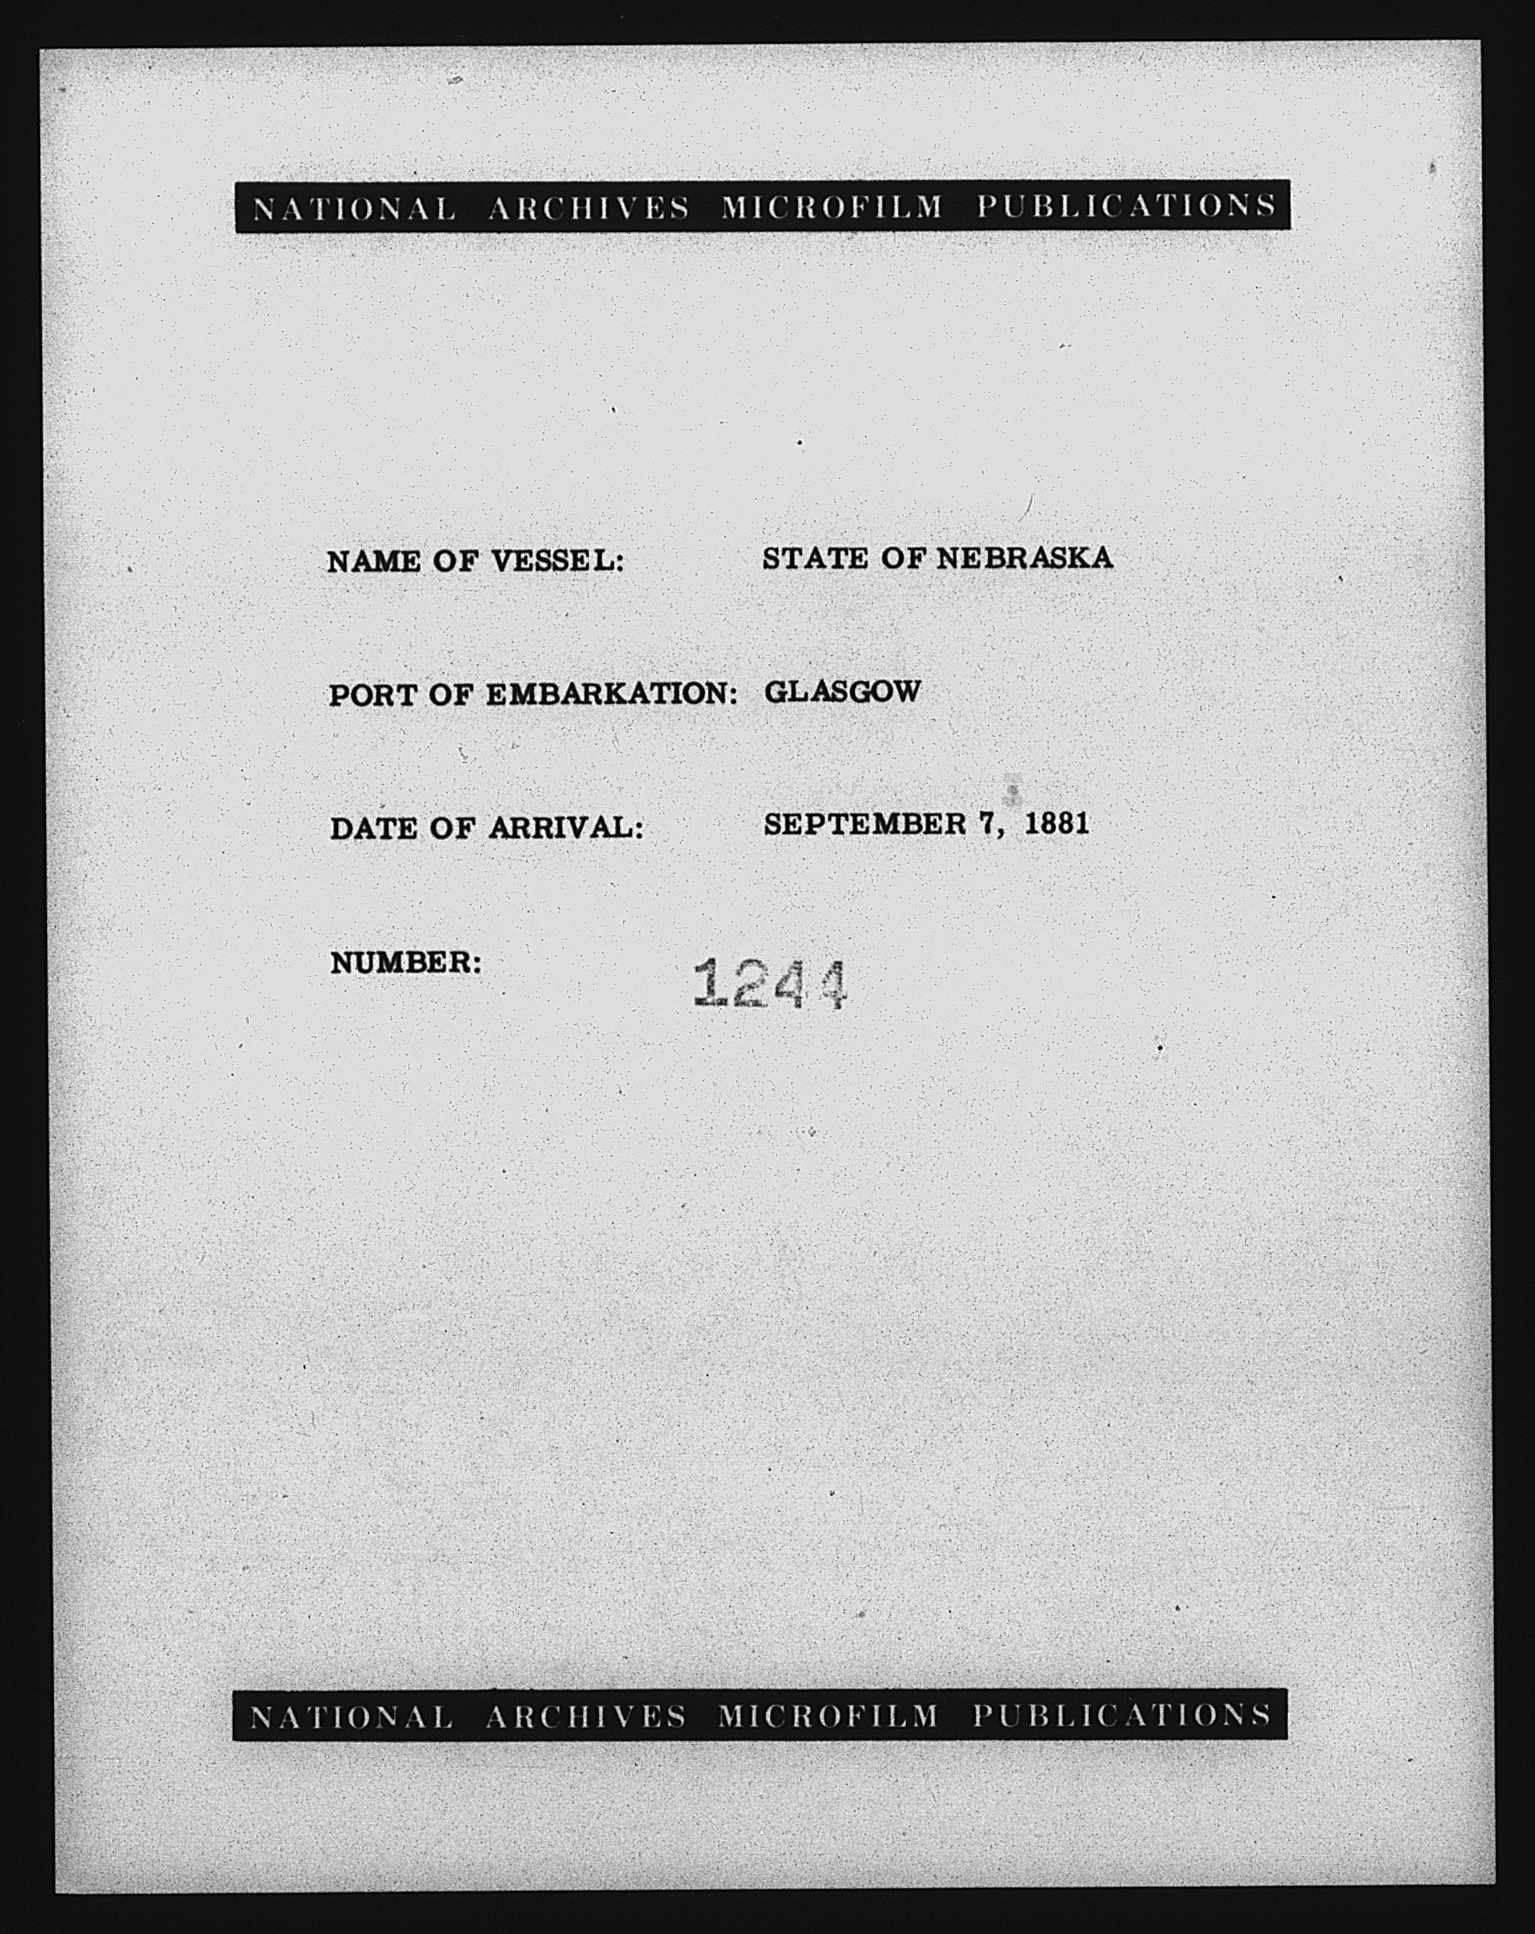 NATIONAL ARCHIVES MICROFILM PUBLICATIONS
NAME OF VESSEL: STATE OF NEBRASKA
PORT OF EMBARKATION: GLASGOW
DATE OF ARRIVAL: SEPTEMBER 7, 1881
NUMBER: 1244
NATIONAL ARCHIVES MICROFILM PUBLICATIONS